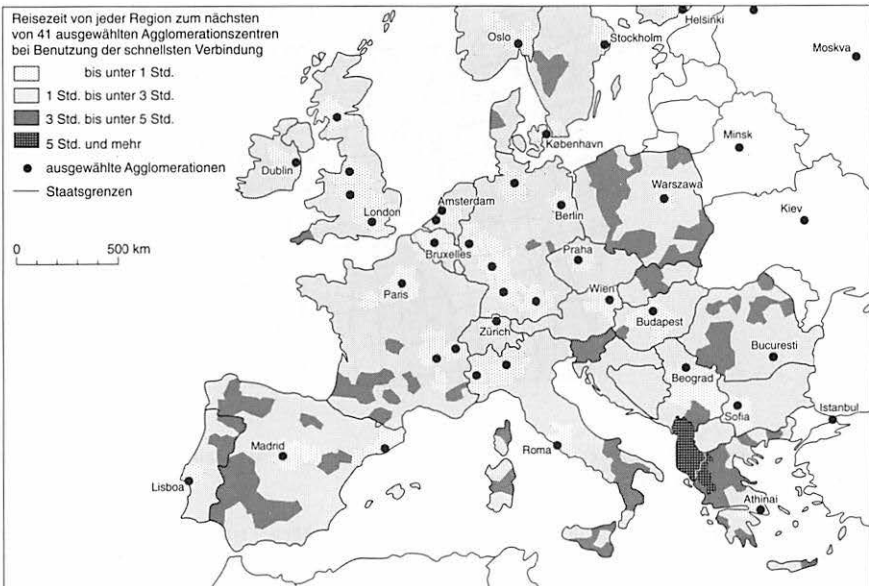 Reisezeit von jeder Region zum nächsten
von 41 ausgewählten Agglomerationszentren
bei Benutzung der schnellsten Verbindung
bis unter 1 Std.
1 Std. bis unter 3 Std.
3 Std. bis unter 5 Std.
5 Std. und mehr
ausgewählte Agglomerationen
Staatsgrenzen
0 500 km
Oslo
Stockholm
Helsinki
Moskva
København
Minsk
Dublin
Warszawa
London
Amsterdam
Berlin
Kiev
Bruxelles
Praha
Paris
Wien
Zürich
Budapest
Bucuresti
Beograd
Sofia
Istanbul
Madrid
Roma
Lisboa
Athinai